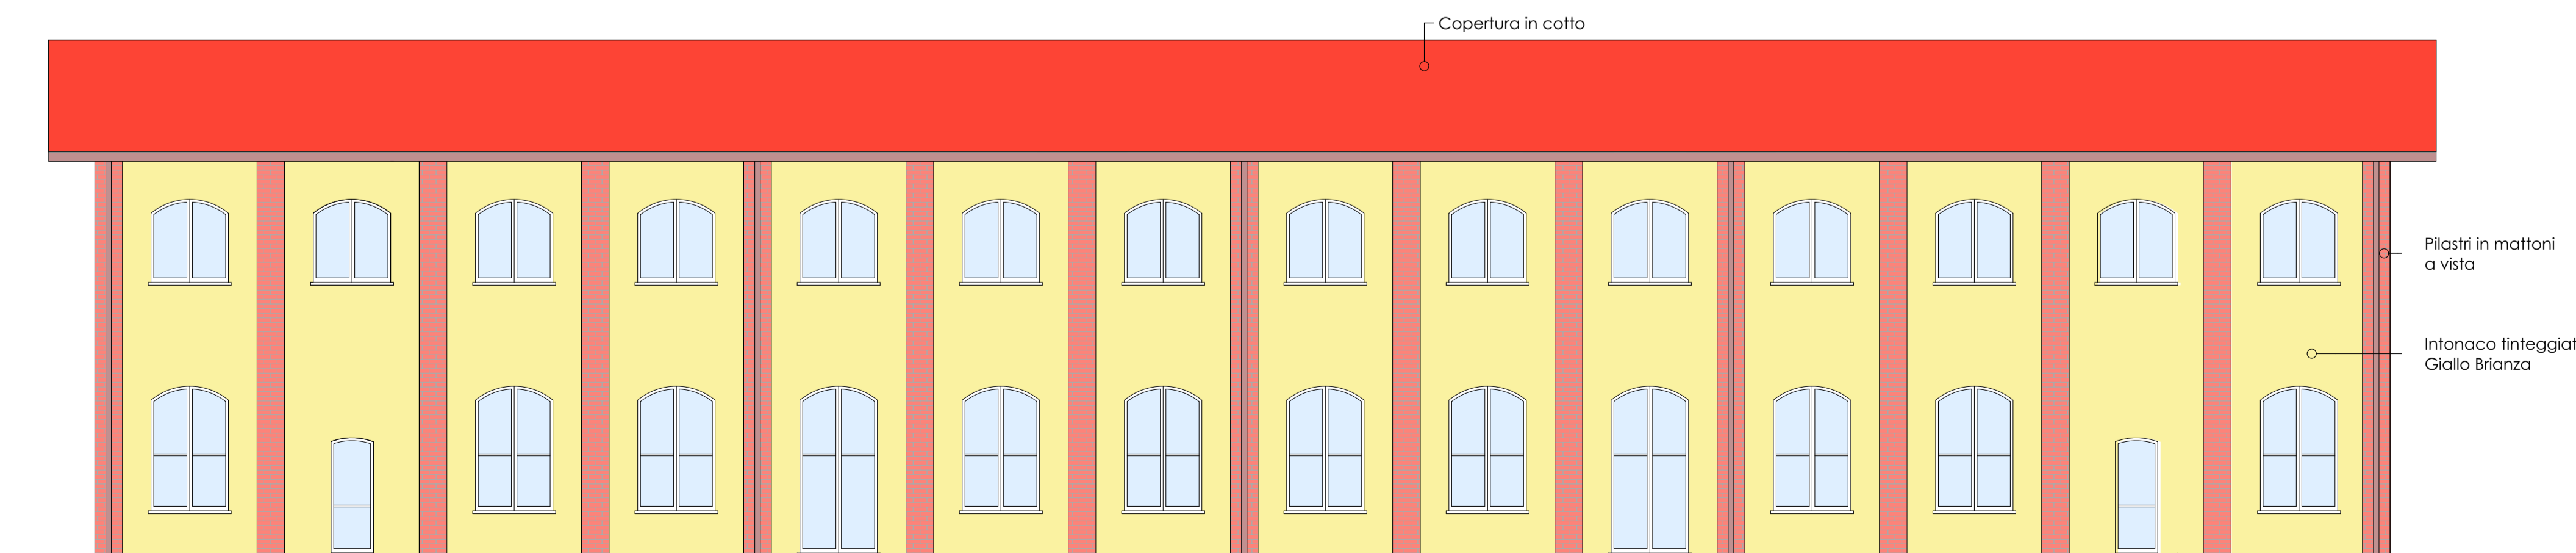 Copertura in cotto
Pilastri in mattoni
a vista
Intonaco tinteggiat
Giallo Brianza